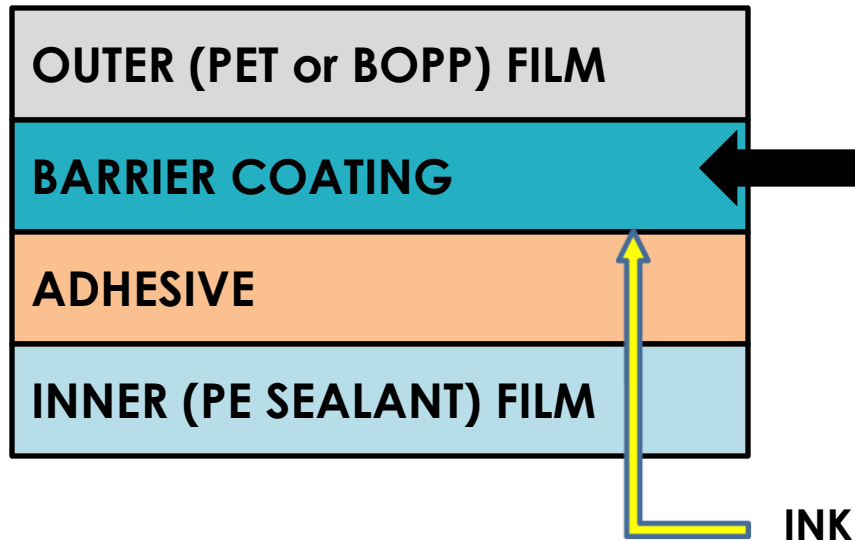 OUTER (PET or BOPP) FILM
BARRIER COATING
ADHESIVE
INNER (PE SEALANT) FILM
INK